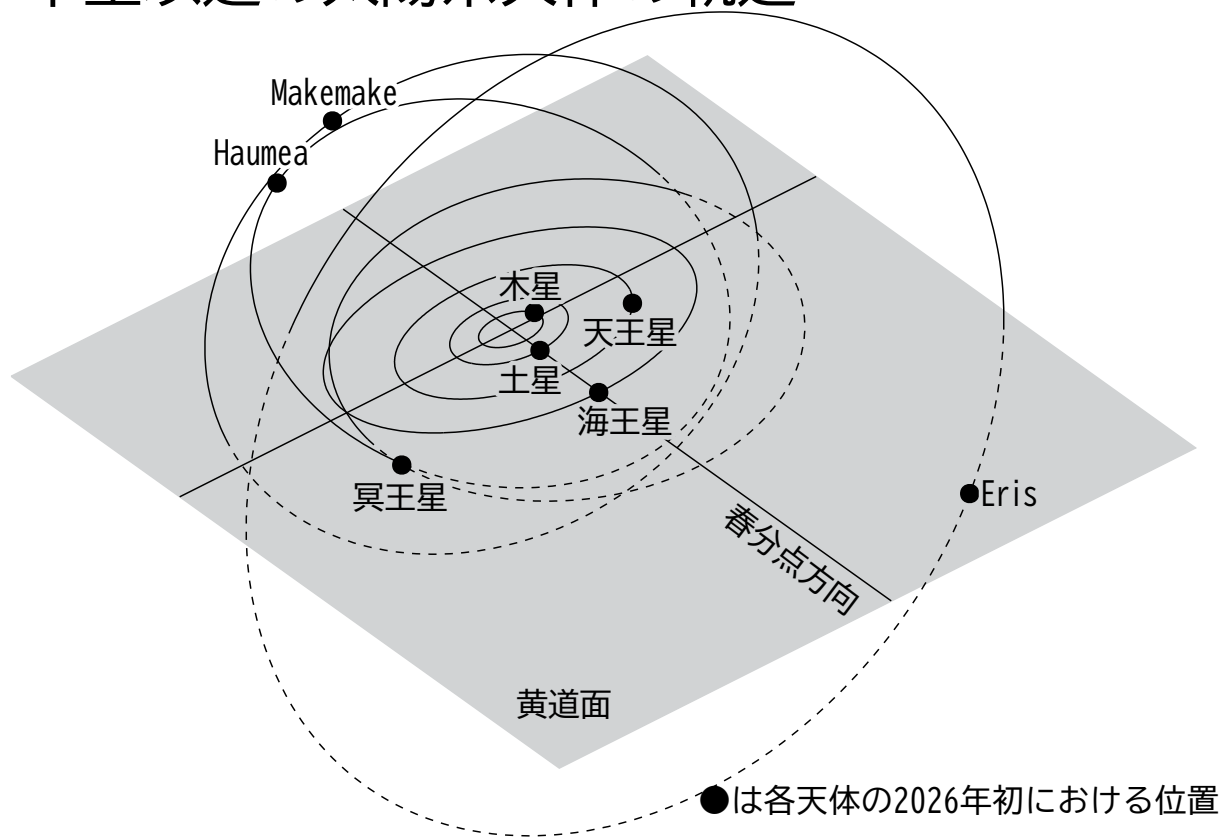 Makemake
Haumea
木星
天王星
土星
海王星
冥王星
Eris
春分点方向
黄道面
●は各天体の2026年初における位置